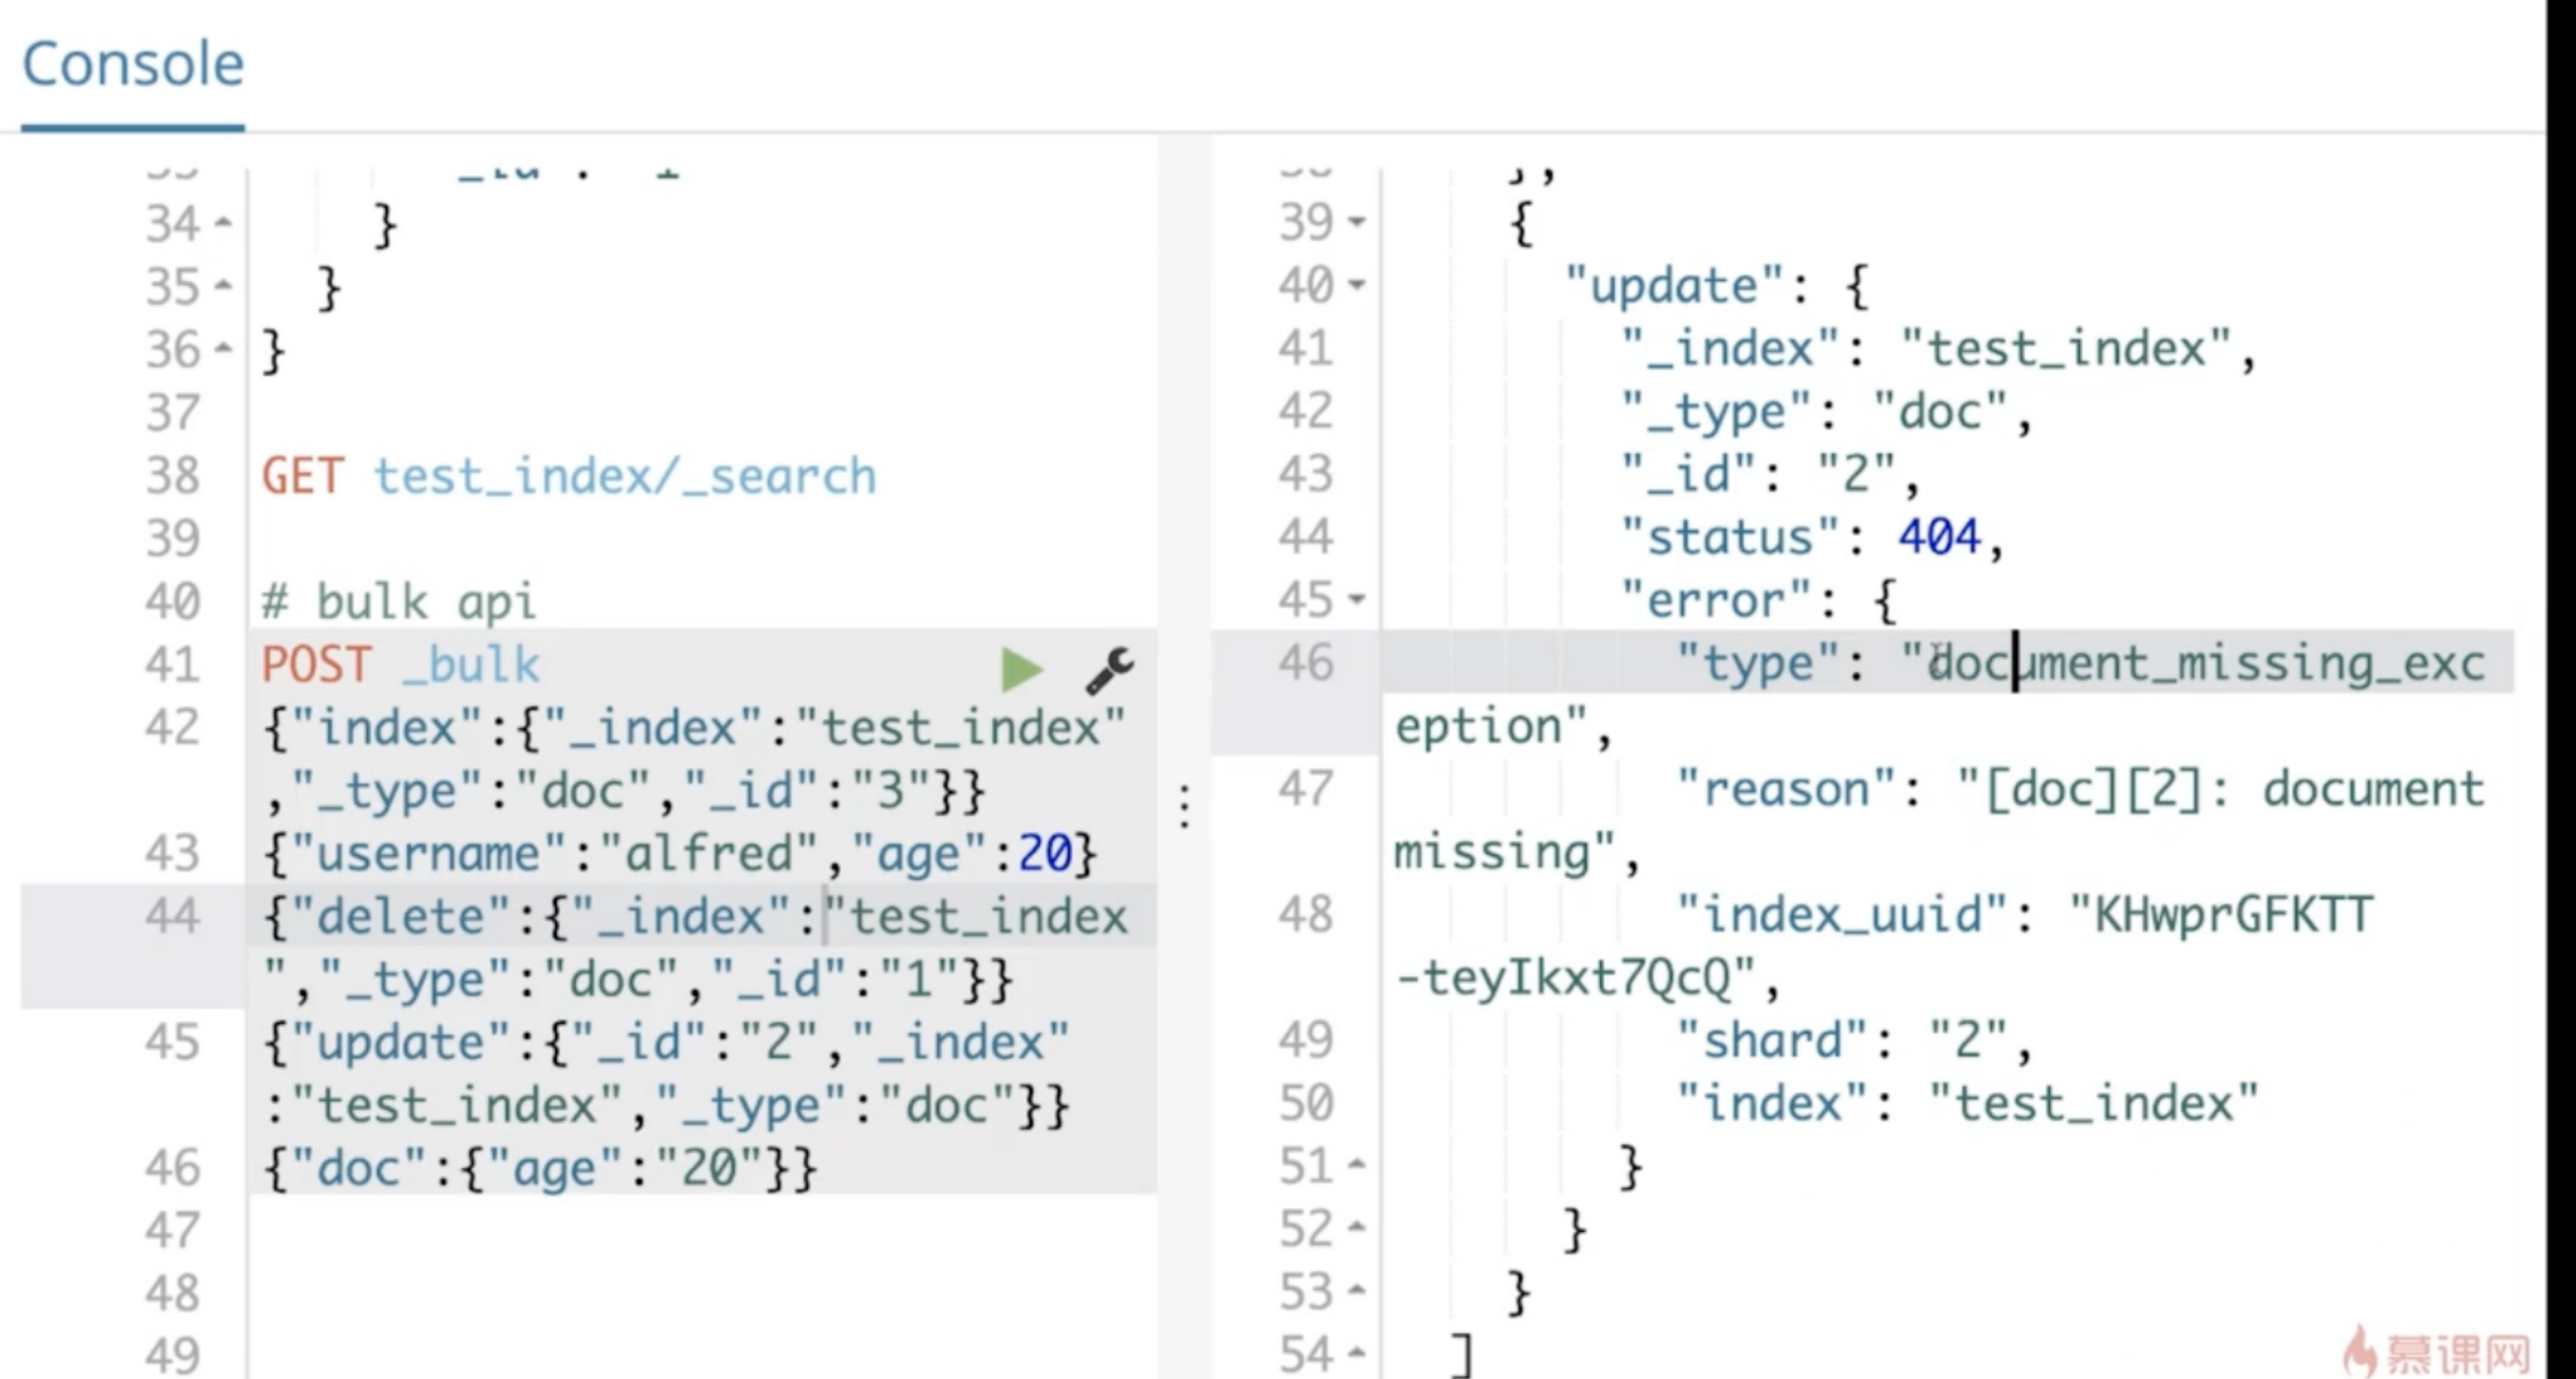 Console
34 }
35 }
36 }
37
38 GET test_index/_search
39
40 # bulk api
41 POST _bulk
42 {"index":{"_index":"test_index"
,"_type":"doc","_id":"3"}}
43 {"username":"alfred","age":20}
44 {"delete":{"_index":"test_index
","_type":"doc","_id":"1"}}
45 {"update":{"_id":"2","_index"
:"test_index","_type":"doc"}}
46 {"doc":{"age":"20"}}
47
48
49
},
39 {
40 "update": {
41 "_index": "test_index",
42 "_type": "doc",
43 "_id": "2",
44 "status": 404,
45 "error": {
46 "type": "document_missing_exc
eption",
47 "reason": "[doc][2]: document
missing",
48 "index_uuid": "KHwprGFKTT
-teyIkxt7QcQ",
49 "shard": "2",
50 "index": "test_index"
51 }
52 }
53 }
54 ]
慕课网